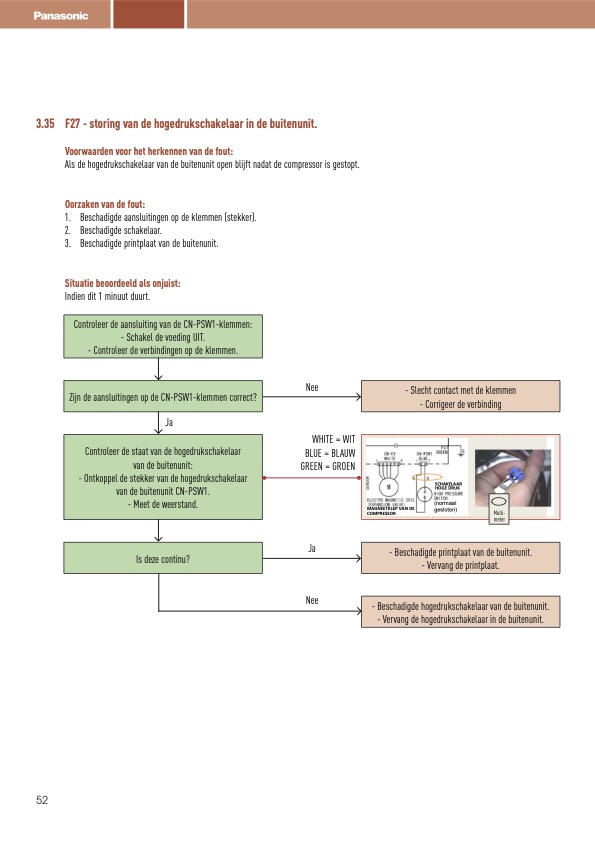 Panasonic
3.35 F27 - storing van de hogedrukschakelaar in de buitenunit.
Voorwaarden voor het herkennen van de fout:
Als de hogedrukschakelaar van de buitenunit open blijft nadat de compressor is gestopt.
Oorzaken van de fout:
1. Beschadigde aansluitingen op de klemmen (stekker).
2. Beschadigde schakelaar.
3. Beschadigde printplaat van de buitenunit.
Situatie beoordeeld als onjuist:
Indien dit 1 minuut duurt.
Controleer de aansluiting van de CN-PSW1-klemmen:
- Schakel de voeding UIT.
- Controleer de verbindingen op de klemmen.
Zijn de aansluitingen op de CN-PSW1-klemmen correct?
Nee
- Slecht contact met de klemmen
- Corrigeer de verbinding
Ja
Controleer de staat van de hogedrukschakelaar
van de buitenunit:
- Ontkoppel de stekker van de hogedrukschakelaar
van de buitenunit CN-PSW1.
- Meet de weerstand.
WHITE = WIT
BLUE = BLAUW
GREEN = GROEN
GREEN
CN-EV
WHITE
CN-PSW1
BLUE
M
SCHAKELAAR
HOGE DRUK
HIGH PRESSURE
SWITCH
(normaal
gesloten)
ELECTRO MAGNETIC COIL
MAGNEETKLEP VAN DE
COMPRESSOR
Multi-
meter
Is deze continu?
Ja
- Beschadigde printplaat van de buitenunit.
- Vervang de printplaat.
Nee
- Beschadigde hogedrukschakelaar van de buitenunit.
- Vervang de hogedrukschakelaar in de buitenunit.
52